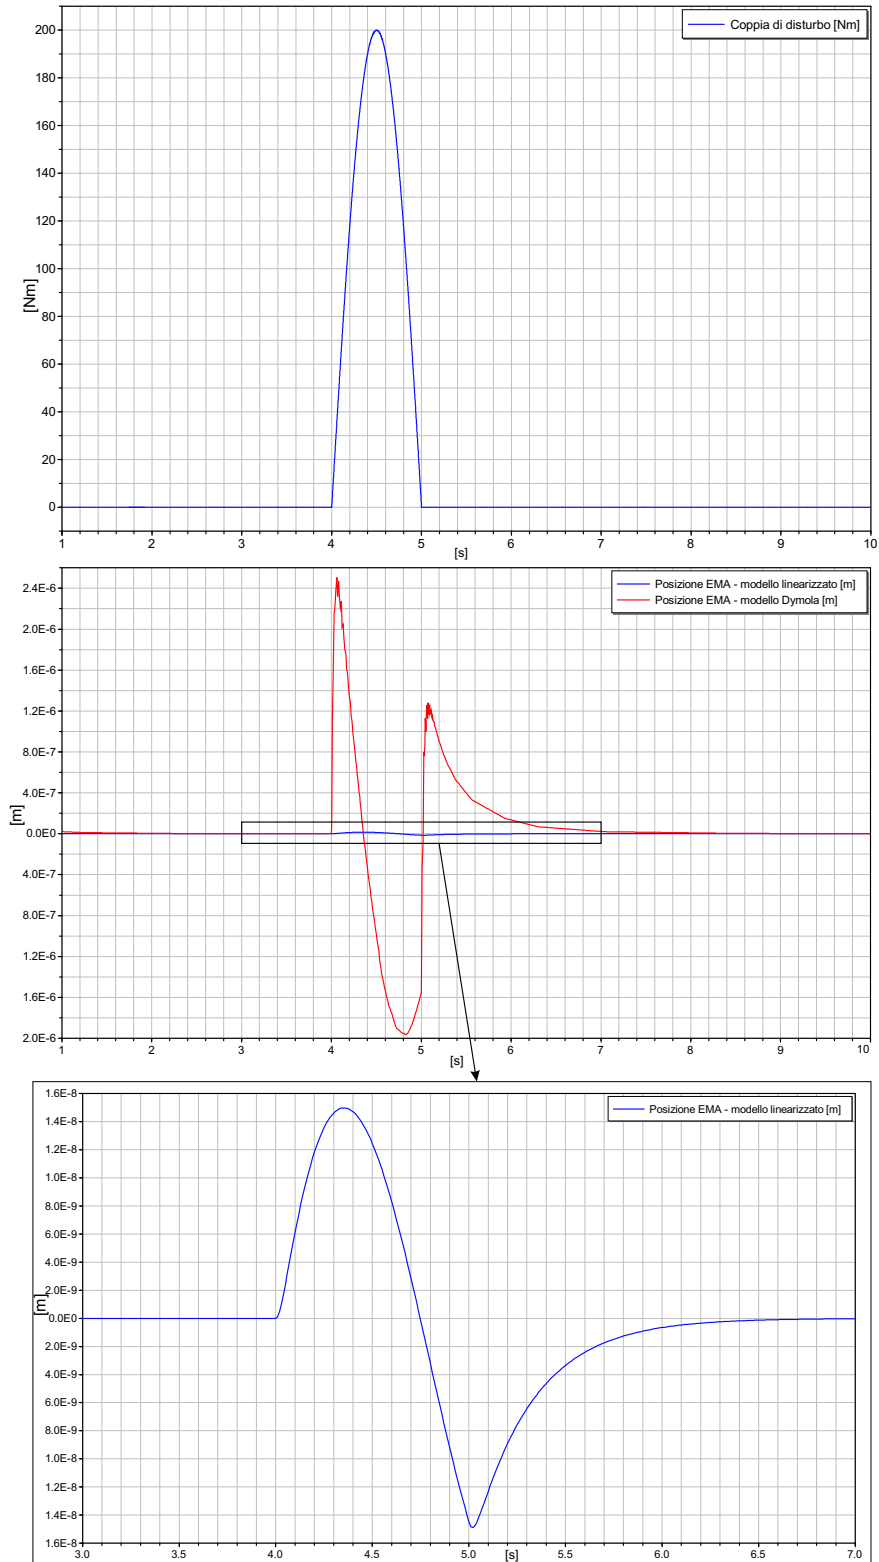 Coppia di disturbo [Nm]
200
180
160
140
120
100
80
60
40
20
0
[Nm]
1 2 3 4 5 6 7 8 9 10
[s]
Posizione EMA - modello linearizzato [m]
Posizione EMA - modello Dymola [m]
2.4E-6
2.0E-6
1.6E-6
1.2E-6
8.0E-7
4.0E-7
0.0E0
4.0E-7
8.0E-7
1.2E-6
1.6E-6
2.0E-6
[m]
1 2 3 4 5 6 7 8 9 10
[s]
Posizione EMA - modello linearizzato [m]
1.6E-8
1.4E-8
1.2E-8
1.0E-8
8.0E-9
6.0E-9
4.0E-9
2.0E-9
0.0E0
2.0E-9
4.0E-9
6.0E-9
8.0E-9
1.0E-8
1.2E-8
1.4E-8
1.6E-8
[m]
3.0 3.5 4.0 4.5 5.0 5.5 6.0 6.5 7.0
[s]